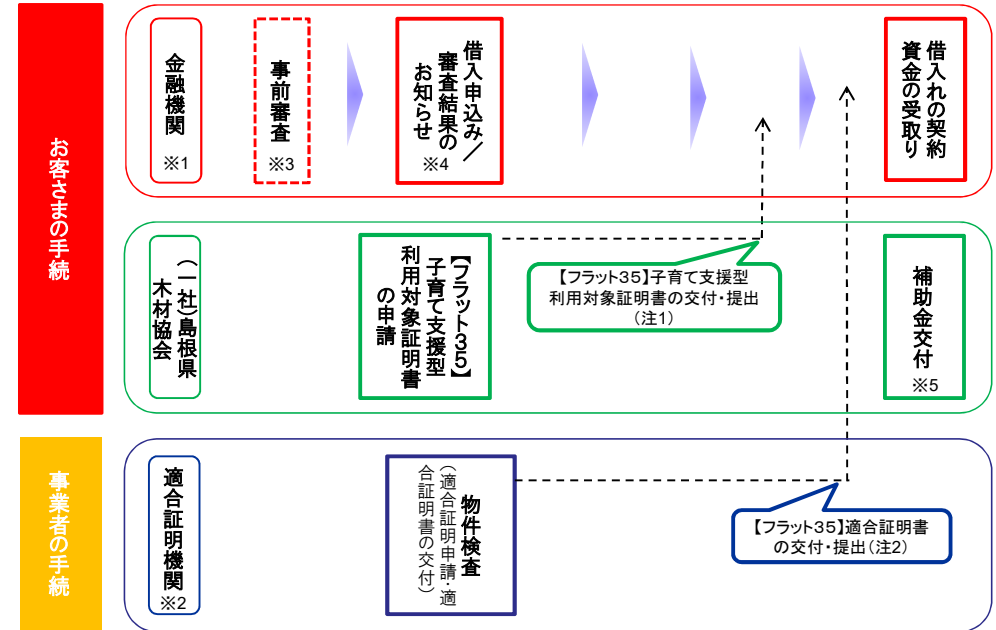 お客さまの手続
金融機関
※1
事前審査
※3
借入申込み／
審査結果の
お知らせ
※4
借入れの契約
資金の受取り
（一社）島根県
木材協会
【フラット３５】
子育て支援型
利用対象証明書
の申請
【フラット35】子育て支援型
利用対象証明書の交付・提出
（注1）
補助金交付
※5
事業者の手続
適合証明機関
※2
物件検査
（適合証明申請・適
合証明書の交付）
【フラット35】適合証明書
の交付・提出（注2）